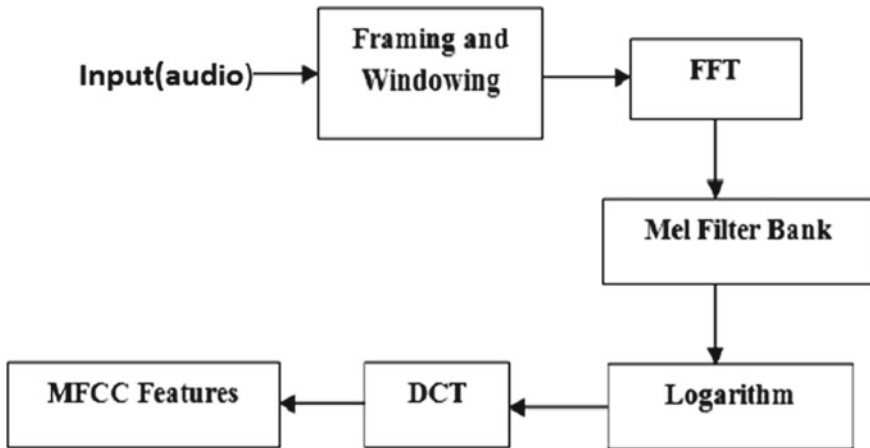 Input(audio)
Framing and
Windowing
FFT
Mel Filter Bank
Logarithm
DCT
MFCC Features